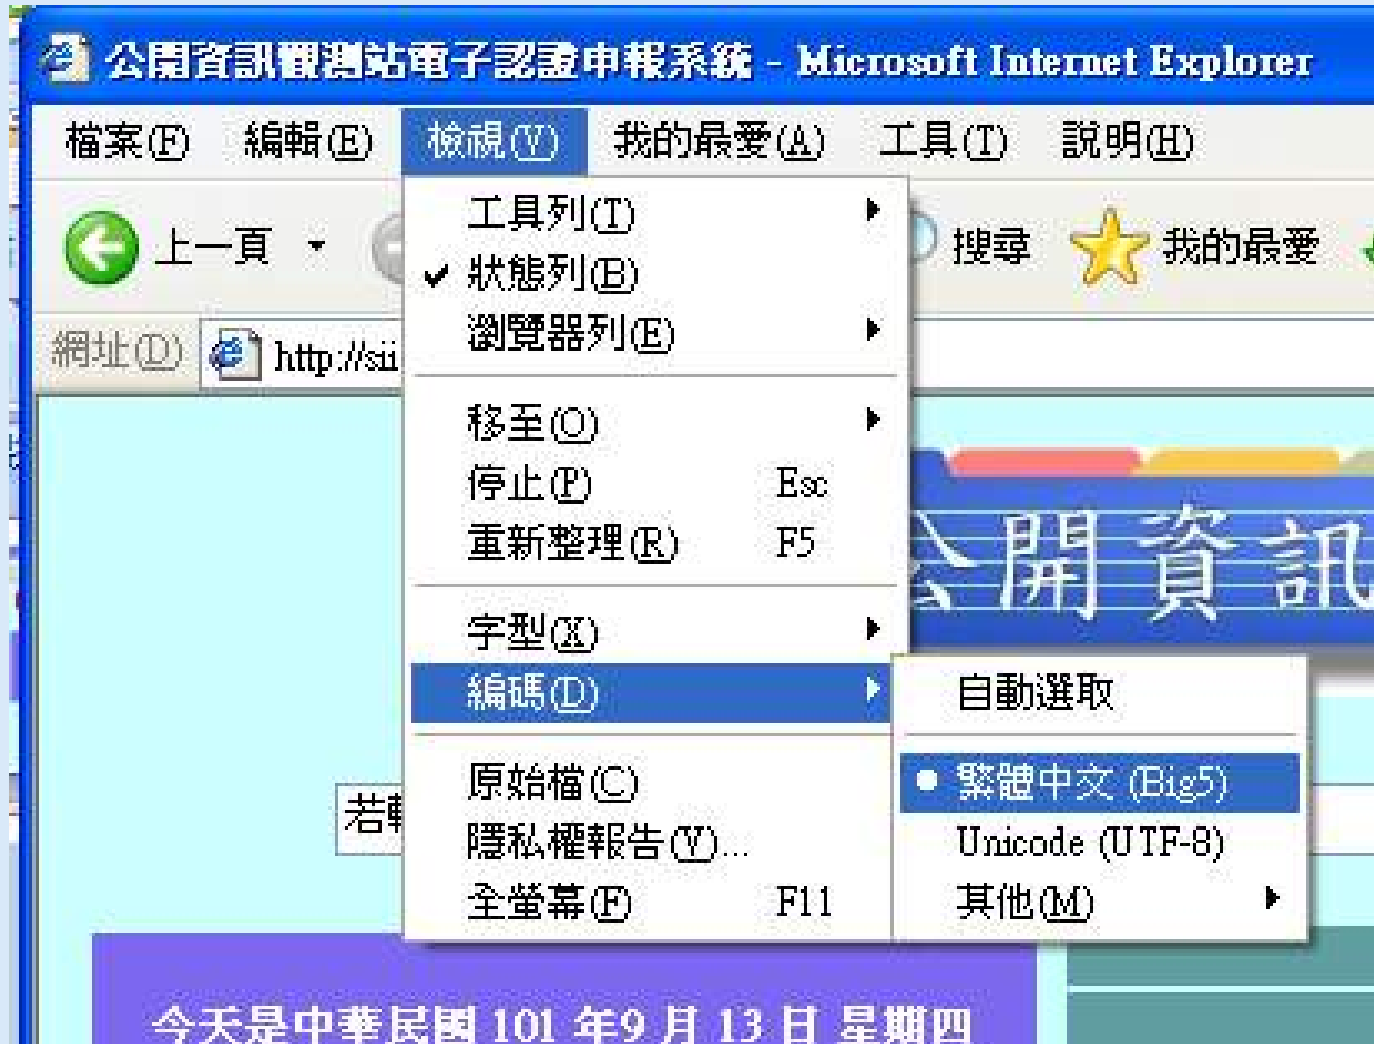 公開資訊觀測站電子認證申報系統 - Microsoft Internet Explorer
檔案(F) 編輯(E) 檢視(V) 我的最愛(A) 工具(T) 說明(H)
上一頁 搜尋 我的最愛
網址(D) http://sii
工具列(T)
狀態列(B)
瀏覽器列(E)
移至(O)
停止(P) Esc
重新整理(R) F5
字型(X)
編碼(D)
原始檔(C)
隱私權報告(V)...
全螢幕(F) F11
自動選取
繁體中文 (Big5)
Unicode (UTF-8)
其他(M)
公開資訊
若
今天是中華民國 101 年9 月 13 日 星期四